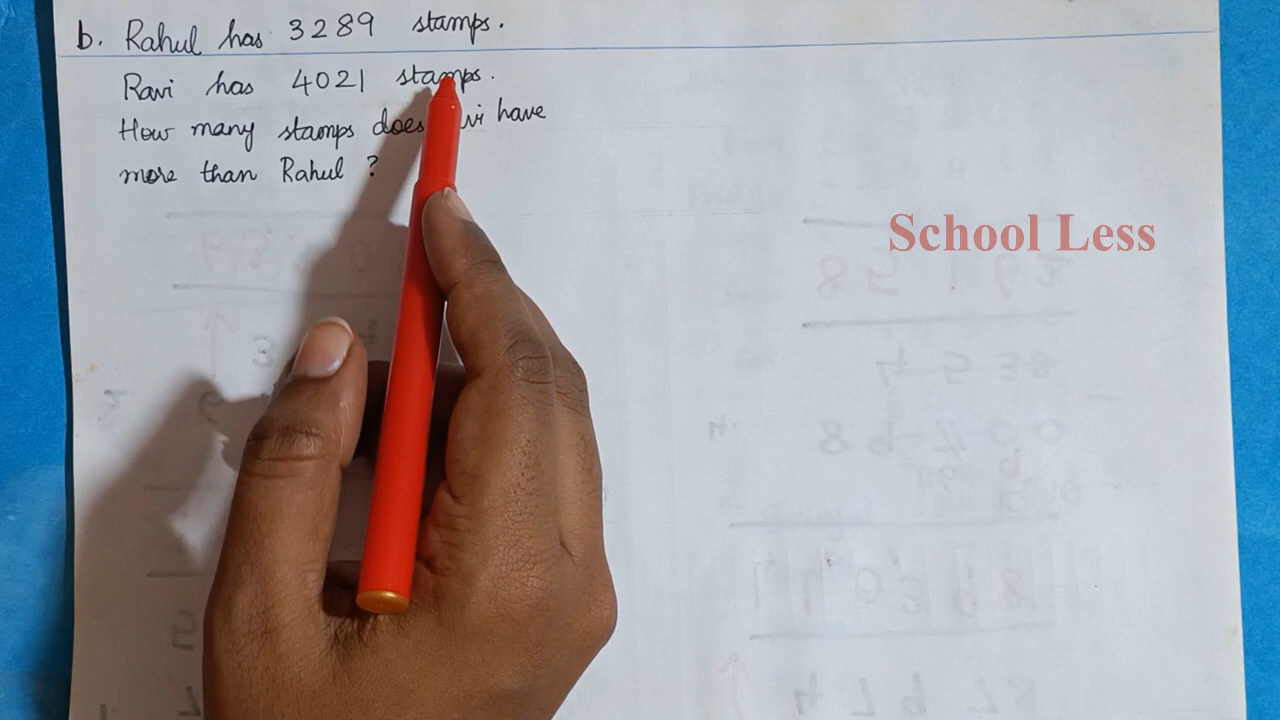 b. Rahul has 3289 stamps.
Ravi has 4021 stamps.
How many stamps does vi have
more than Rahul ?
School Less